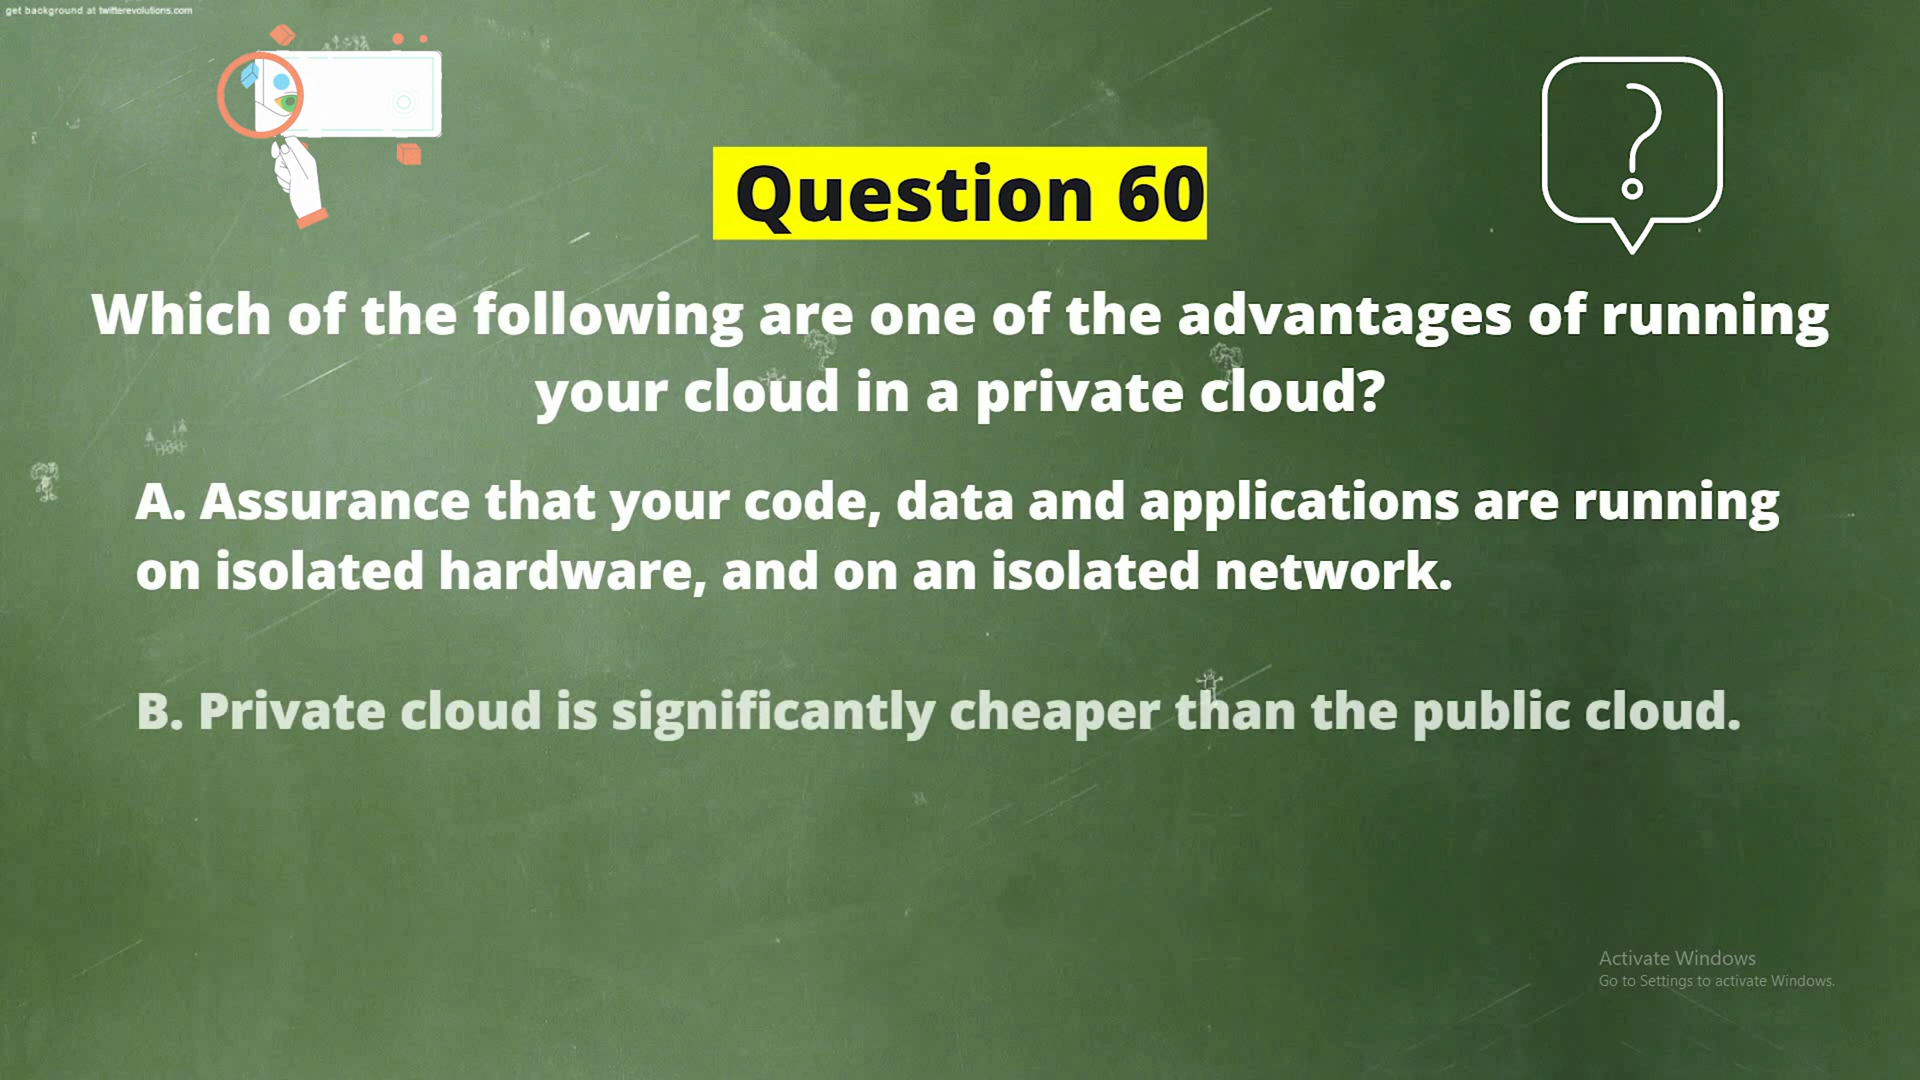 get background at twitterevolutions.com
Question 60
Which of the following are one of the advantages of running
your cloud in a private cloud?
A. Assurance that your code, data and applications are running
on isolated hardware, and on an isolated network.
B. Private cloud is significantly cheaper than the public cloud.
Activate Windows
Go to Settings to activate Windows.